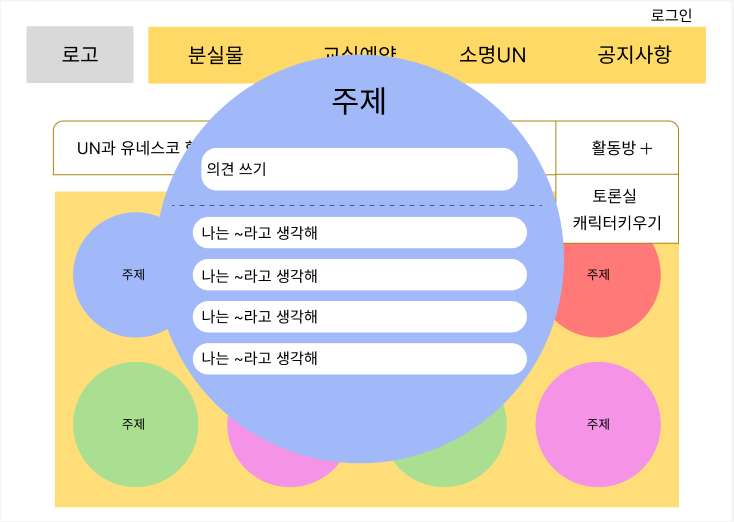 로그인
로고
분실물
교실예약
소명UN
공지사항
주제
UN과 유네스코
활동방 +
의견 쓰기
토론실
캐릭터키우기
나는 ~라고 생각해
나는 ~라고 생각해
나는 ~라고 생각해
나는 ~라고 생각해
주제
주제
주제
주제